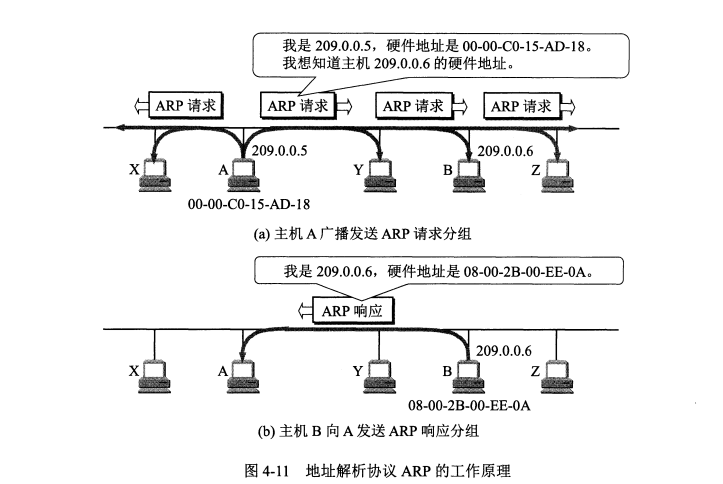 我是 209.0.0.5，硬件地址是 00-00-C0-15-AD-18。
我想知道主机 209.0.0.6 的硬件地址。
ARP 请求
ARP 请求
ARP 请求
ARP 请求
209.0.0.5
209.0.0.6
X
A
Y
B
Z
00-00-C0-15-AD-18
(a) 主机 A 广播发送 ARP 请求分组
我是 209.0.0.6，硬件地址是 08-00-2B-00-EE-0A。
ARP 响应
209.0.0.6
X
A
Y
B
Z
08-00-2B-00-EE-0A
(b) 主机 B 向 A 发送 ARP 响应分组
图 4-11 地址解析协议 ARP 的工作原理